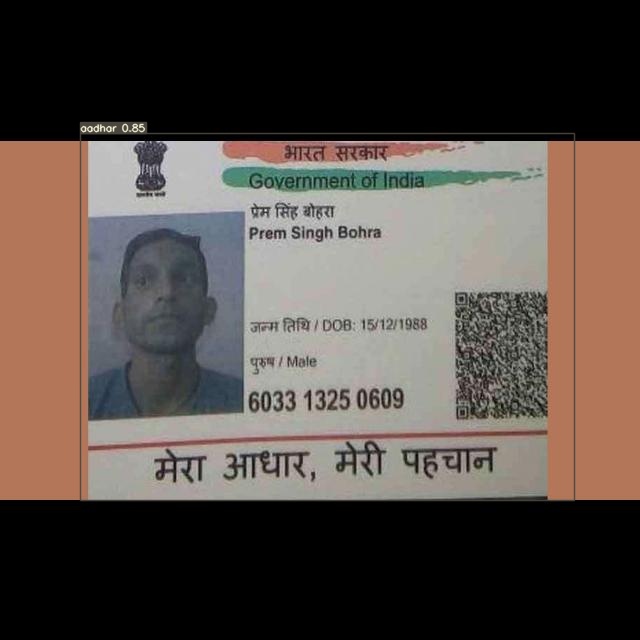 aadhar 0.85
भारत सरकार
Government of India
प्रेम सिंह बोहरा
Prem Singh Bohra
जन्म तिथि / DOB: 15/12/1988
पुरुष / Male
6033 1325 0609
मेरा आधार, मेरी पहचान